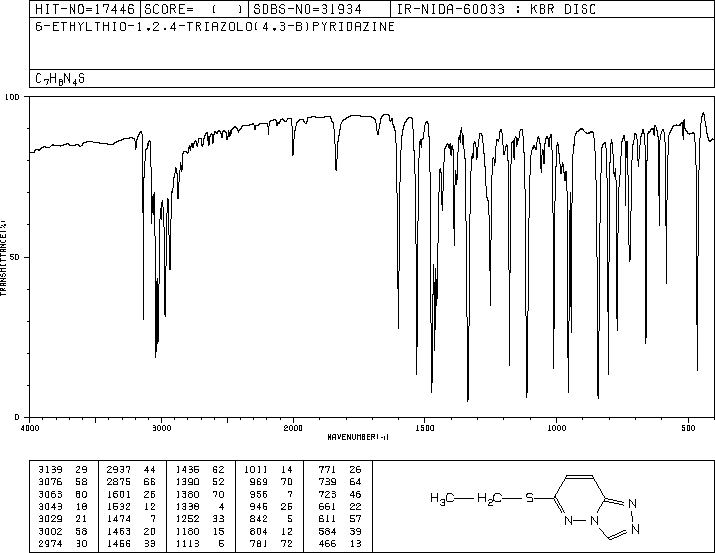 HIT-NO=17446 SCORE= ( ) SDBS-NO=31934 IR-NIDA-60033 : KBR DISC
6-ETHYLTHIO-1,2,4-TRIAZOLO(4,3-B)PYRIDAZINE
C7H8N4S
100
50
0
TRANSMITTANCE(%)
4000 3000 2000 1500 1000 500
WAVENUMBER(-1)
3139 29 2937 44 1436 62 1011 14 771 26
3076 58 2875 66 1390 52 969 70 739 64
3063 60 1601 26 1380 70 956 7 723 46
3043 18 1532 12 1338 4 946 26 661 22
3029 21 1474 7 1252 33 842 5 611 57
3002 58 1463 20 1180 15 804 12 584 39
2974 30 1456 33 1113 6 781 72 466 13
H3C H2C S N N N N